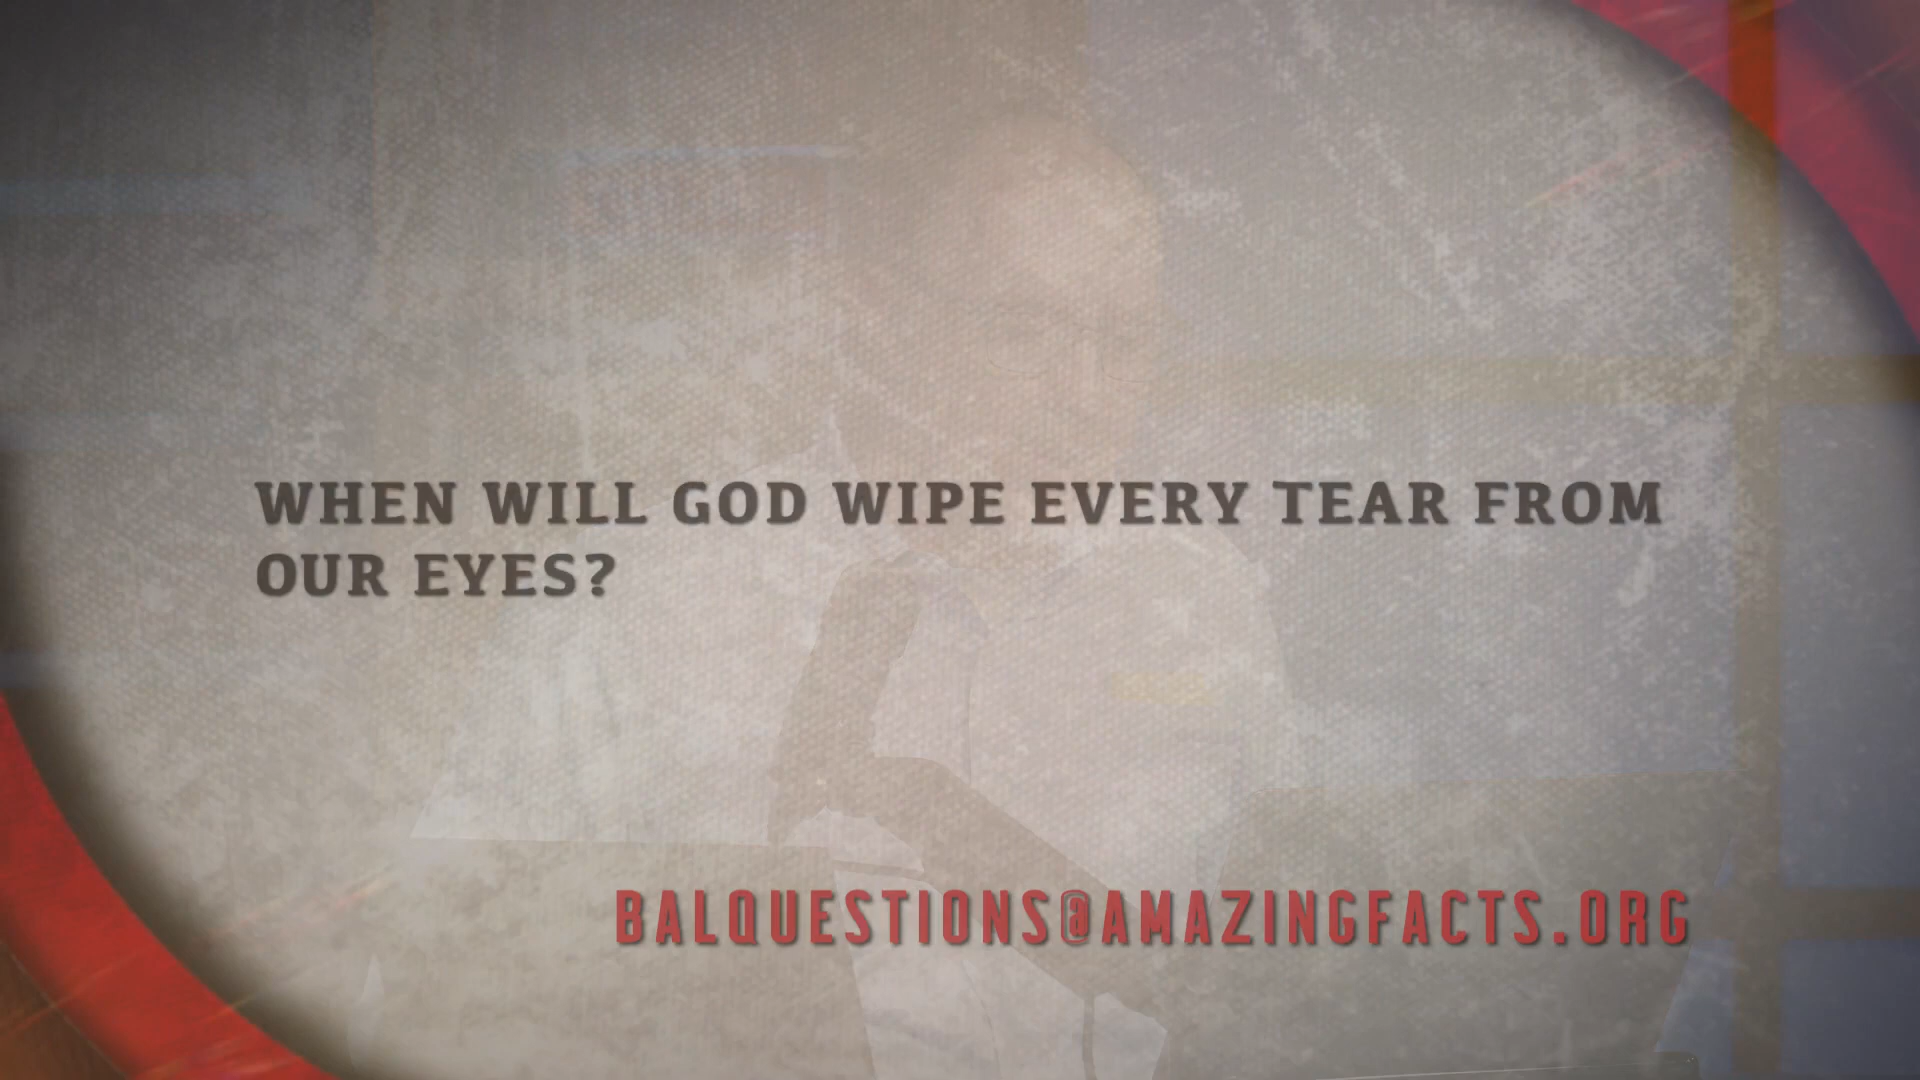 WHEN WILL GOD WIPE EVERY TEAR FROM
OUR EYES?
BALQUESTIONS@AMAZINGFACTS.ORG